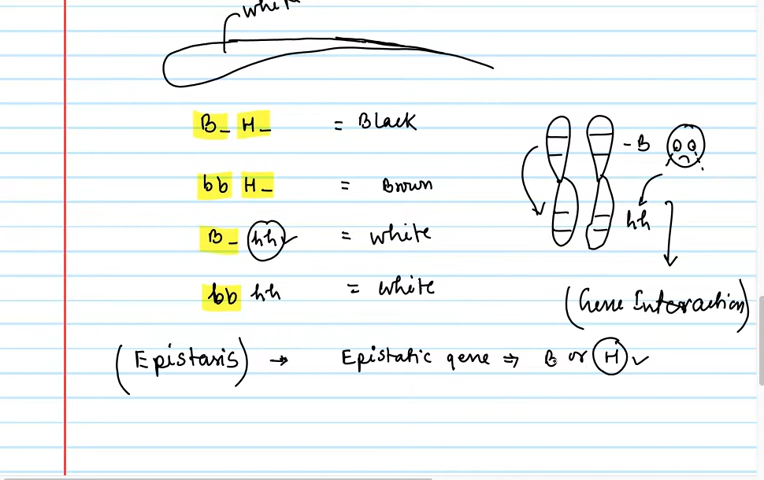 white
B_ H_ = Black
- B
bb H_ = Brown
B_ hh = white
hh
bb hh = white
(Gene Interaction)
(Epistasis) → Epistatic gene ⇒ B or H ✓